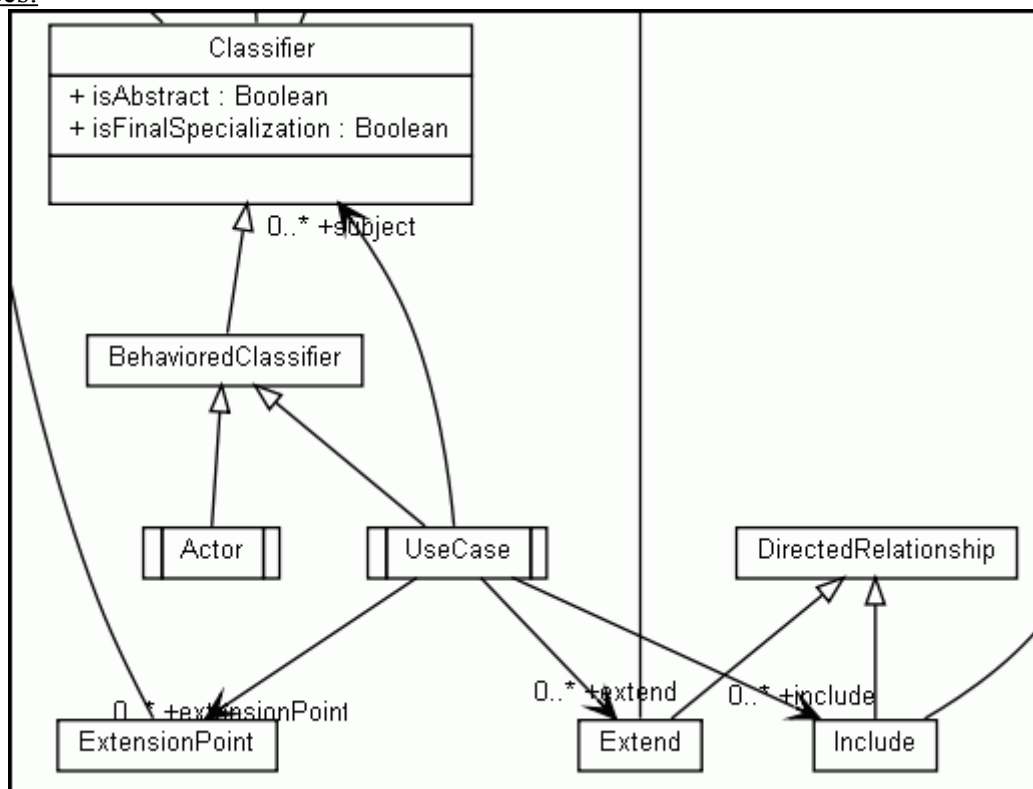 Classifier
+ isAbstract : Boolean
+ isFinalSpecialization : Boolean
0..* +subject
BehavioredClassifier
Actor
UseCase
DirectedRelationship
0..* +extensionPoint
0..* +extend
0..* +include
ExtensionPoint
Extend
Include